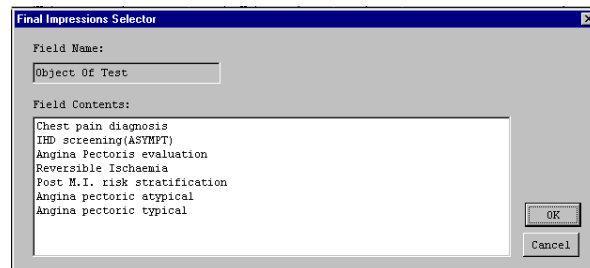 Final Impressions Selector
Field Name:
Object Of Test
Field Contents:
Chest pain diagnosis
IHD screening(ASYMPT)
Angina Pectoris evaluation
Reversible Ischaemia
Post M.I. risk stratification
Angina pectoric atypical
Angina pectoric typical
OK
Cancel